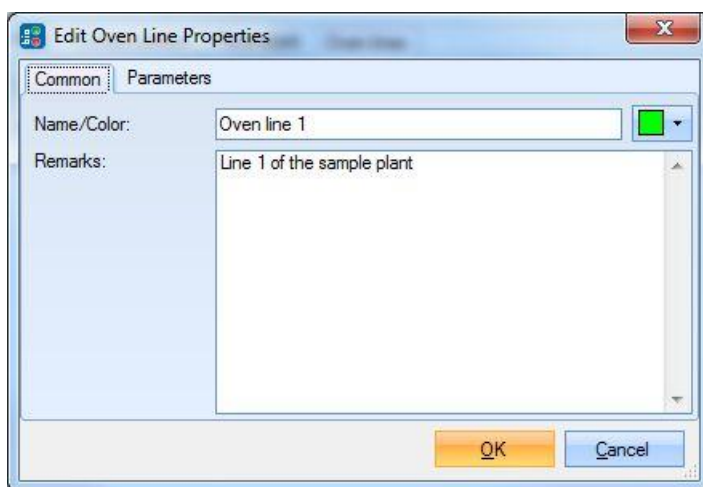 Edit Oven Line Properties
X
Common Parameters
Name/Color: Oven line 1
Remarks: Line 1 of the sample plant
OK Cancel